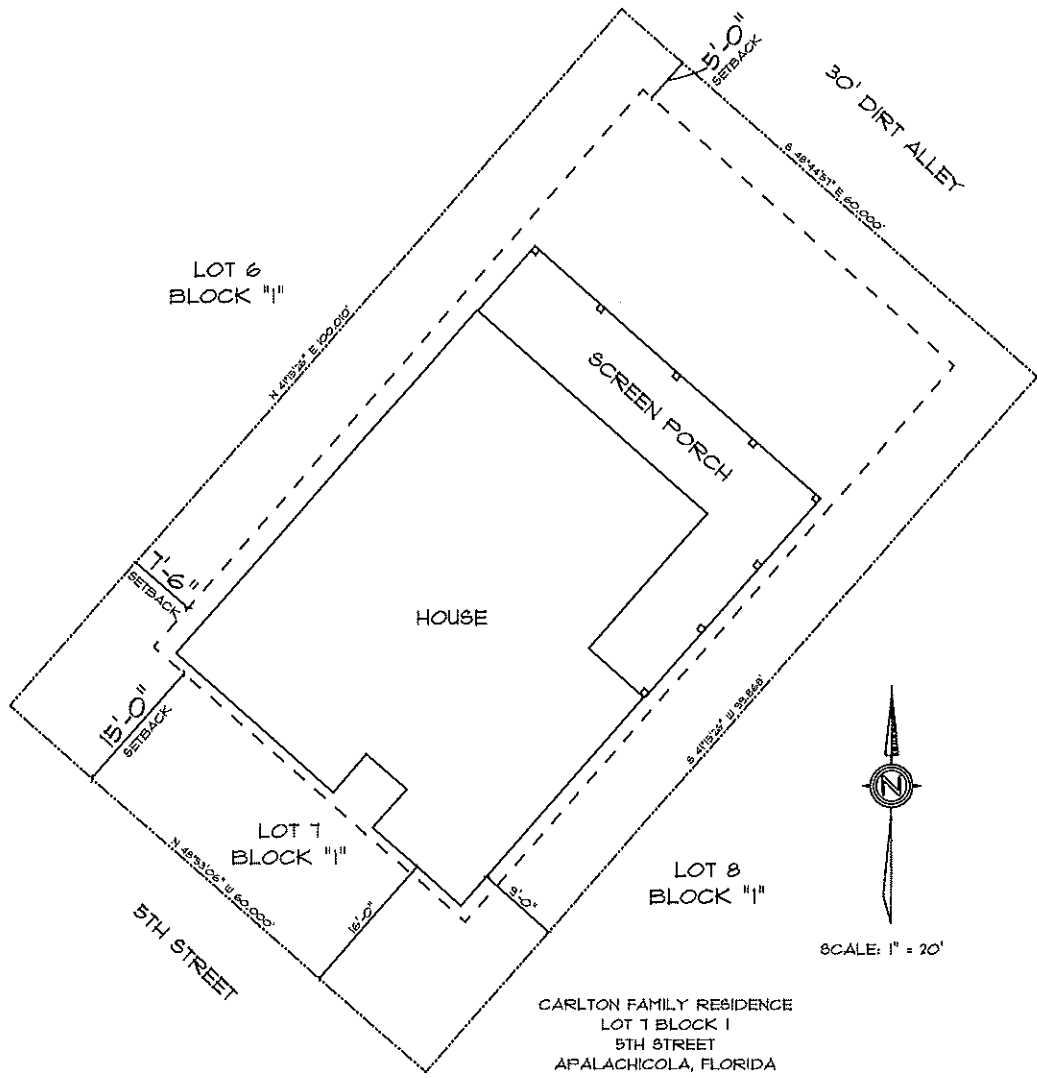 5'-0"
SETBACK
30' DIRT ALLEY
S 48°44'57" E 60.000'
LOT 6
BLOCK "1"
N 41°15'26" E 100.010'
SCREEN PORCH
7'-6"
SETBACK
HOUSE
15'-0"
SETBACK
S 41°15'26" W 99.868'
LOT 7
BLOCK "1"
N 48°53'06" W 60.000'
LOT 8
BLOCK "1"
9'-0"
16'-0"
5TH STREET
N
SCALE: 1" = 20'
CARLTON FAMILY RESIDENCE
LOT 7 BLOCK 1
5TH STREET
APALACHICOLA, FLORIDA